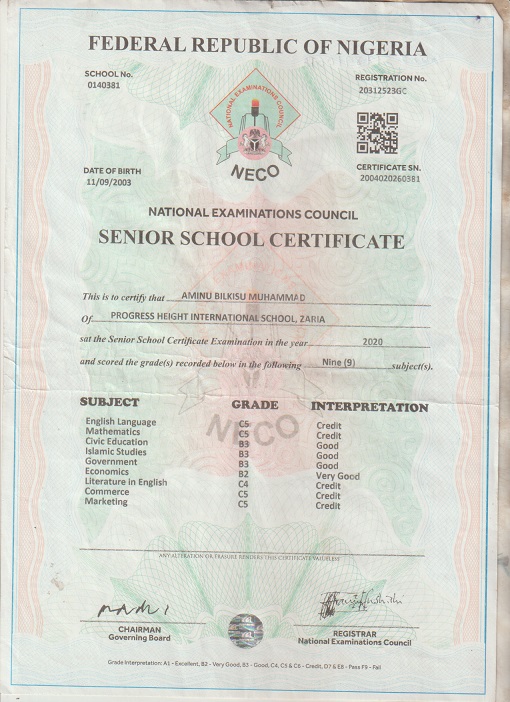 FEDERAL REPUBLIC OF NIGERIA
SCHOOL No.
0140381
REGISTRATION No.
20312523GC
NATIONAL EXAMINATIONS COUNCIL
NECO
DATE OF BIRTH
11/09/2003
CERTIFICATE SN.
2004020260381
NATIONAL EXAMINATIONS COUNCIL
SENIOR SCHOOL CERTIFICATE
This is to certify that AMINU BILKISU MUHAMMAD
Of PROGRESS HEIGHT INTERNATIONAL SCHOOL, ZARIA
sat the Senior School Certificate Examination in the year 2020
and scored the grade(s) recorded below in the following Nine (9) subject(s).
SUBJECT GRADE INTERPRETATION
English Language C5 Credit
Mathematics C5 Credit
Civic Education B3 Good
Islamic Studies B3 Good
Government B3 Good
Economics B2 Very Good
Literature in English C4 Credit
Commerce C5 Credit
Marketing C5 Credit
NECO
ANY ALTERATION OR ERASURE RENDERS THIS CERTIFICATE VALUELESS
CHAIRMAN
Governing Board
REGISTRAR
National Examinations Council
Grade Interpretation: A1 - Excellent, B2 - Very Good, B3 - Good, C4, C5 & C6 - Credit, D7 & E8 - Pass F9 - Fail